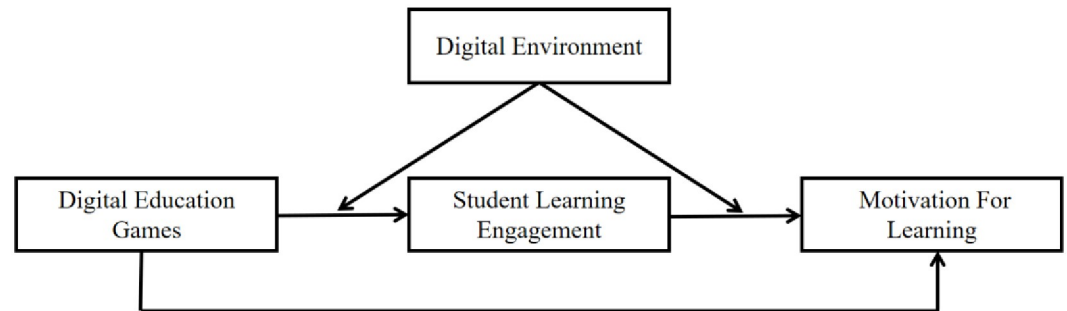 Digital Environment
Digital Education
Games
Student Learning
Engagement
Motivation For
Learning